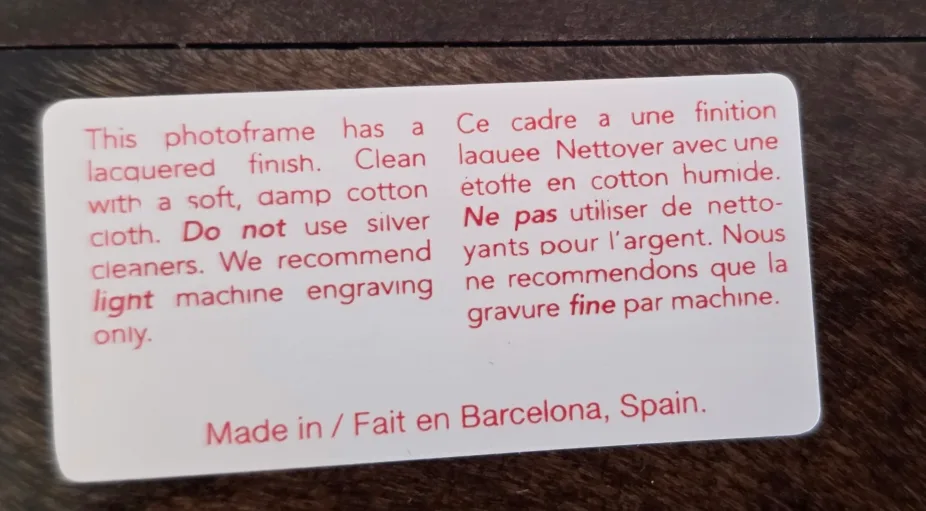 This photoframe has a
lacquered finish. Clean
with a soft, damp cotton
cloth. Do not use silver
cleaners. We recommend
light machine engraving
only.
Ce cadre a une finition
laquee Nettoyer avec une
étoffe en cotton humide.
Ne pas utiliser de netto-
yants pour l'argent. Nous
ne recommendons que la
gravure fine par machine.
Made in / Fait en Barcelona, Spain.